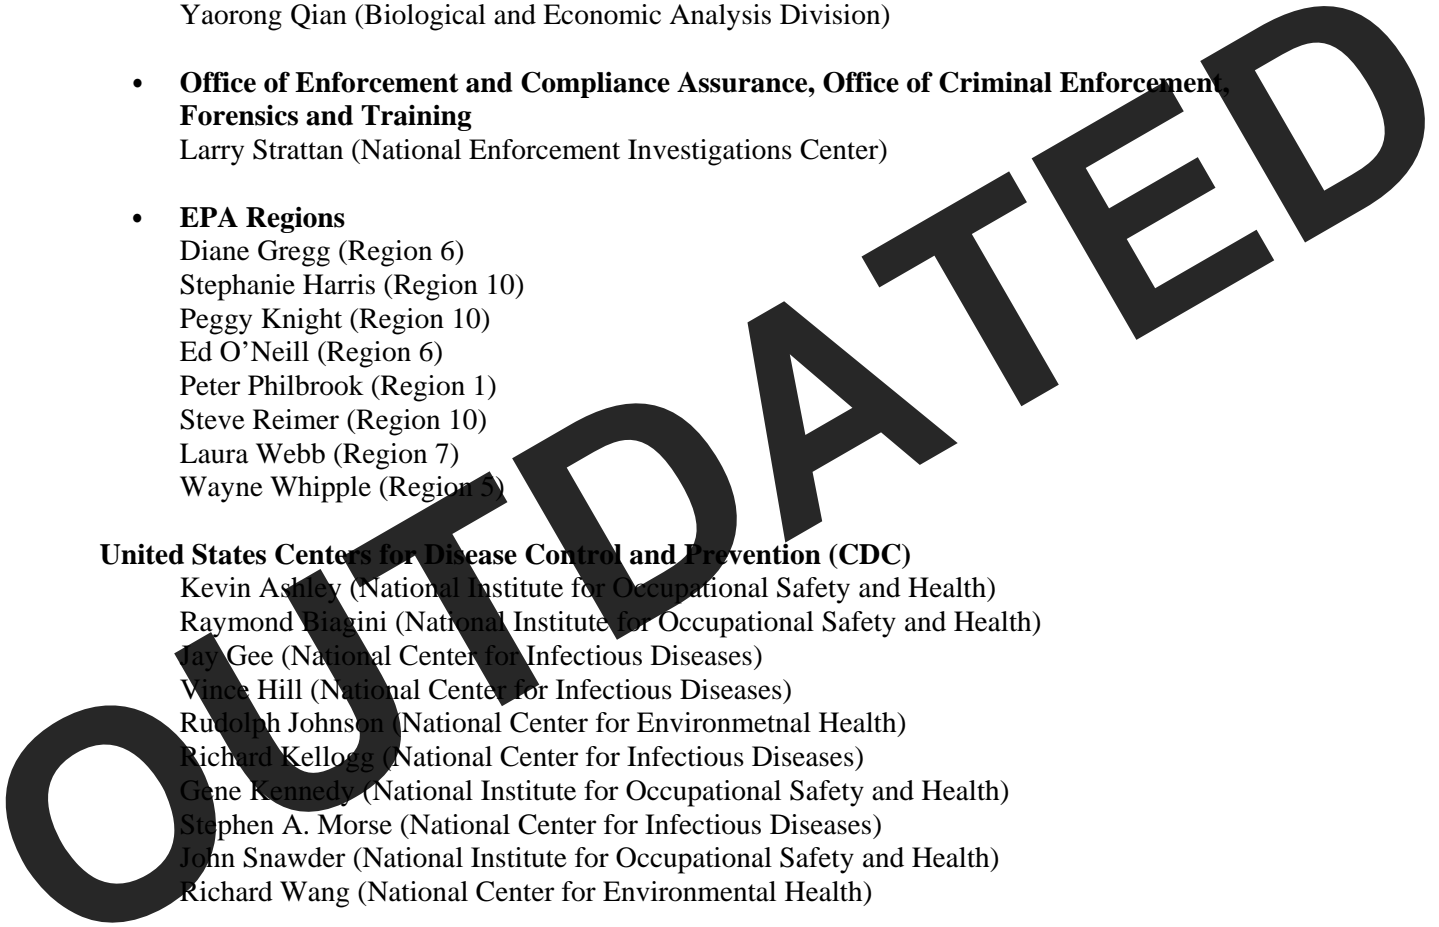 Yaorong Qian (Biological and Economic Analysis Division)
• Office of Enforcement and Compliance Assurance, Office of Criminal Enforcement,
Forensics and Training
Larry Strattan (National Enforcement Investigations Center)
• EPA Regions
Diane Gregg (Region 6)
Stephanie Harris (Region 10)
Peggy Knight (Region 10)
Ed O’Neill (Region 6)
Peter Philbrook (Region 1)
Steve Reimer (Region 10)
Laura Webb (Region 7)
Wayne Whipple (Region 5)
United States Centers for Disease Control and Prevention (CDC)
Kevin Ashley (National Institute for Occupational Safety and Health)
Raymond Biagini (National Institute for Occupational Safety and Health)
Jay Gee (National Center for Infectious Diseases)
Vince Hill (National Center for Infectious Diseases)
Rudolph Johnson (National Center for Environmetnal Health)
Richard Kellogg (National Center for Infectious Diseases)
Gene Kennedy (National Institute for Occupational Safety and Health)
Stephen A. Morse (National Center for Infectious Diseases)
John Snawder (National Institute for Occupational Safety and Health)
Richard Wang (National Center for Environmental Health)
OUTDATED